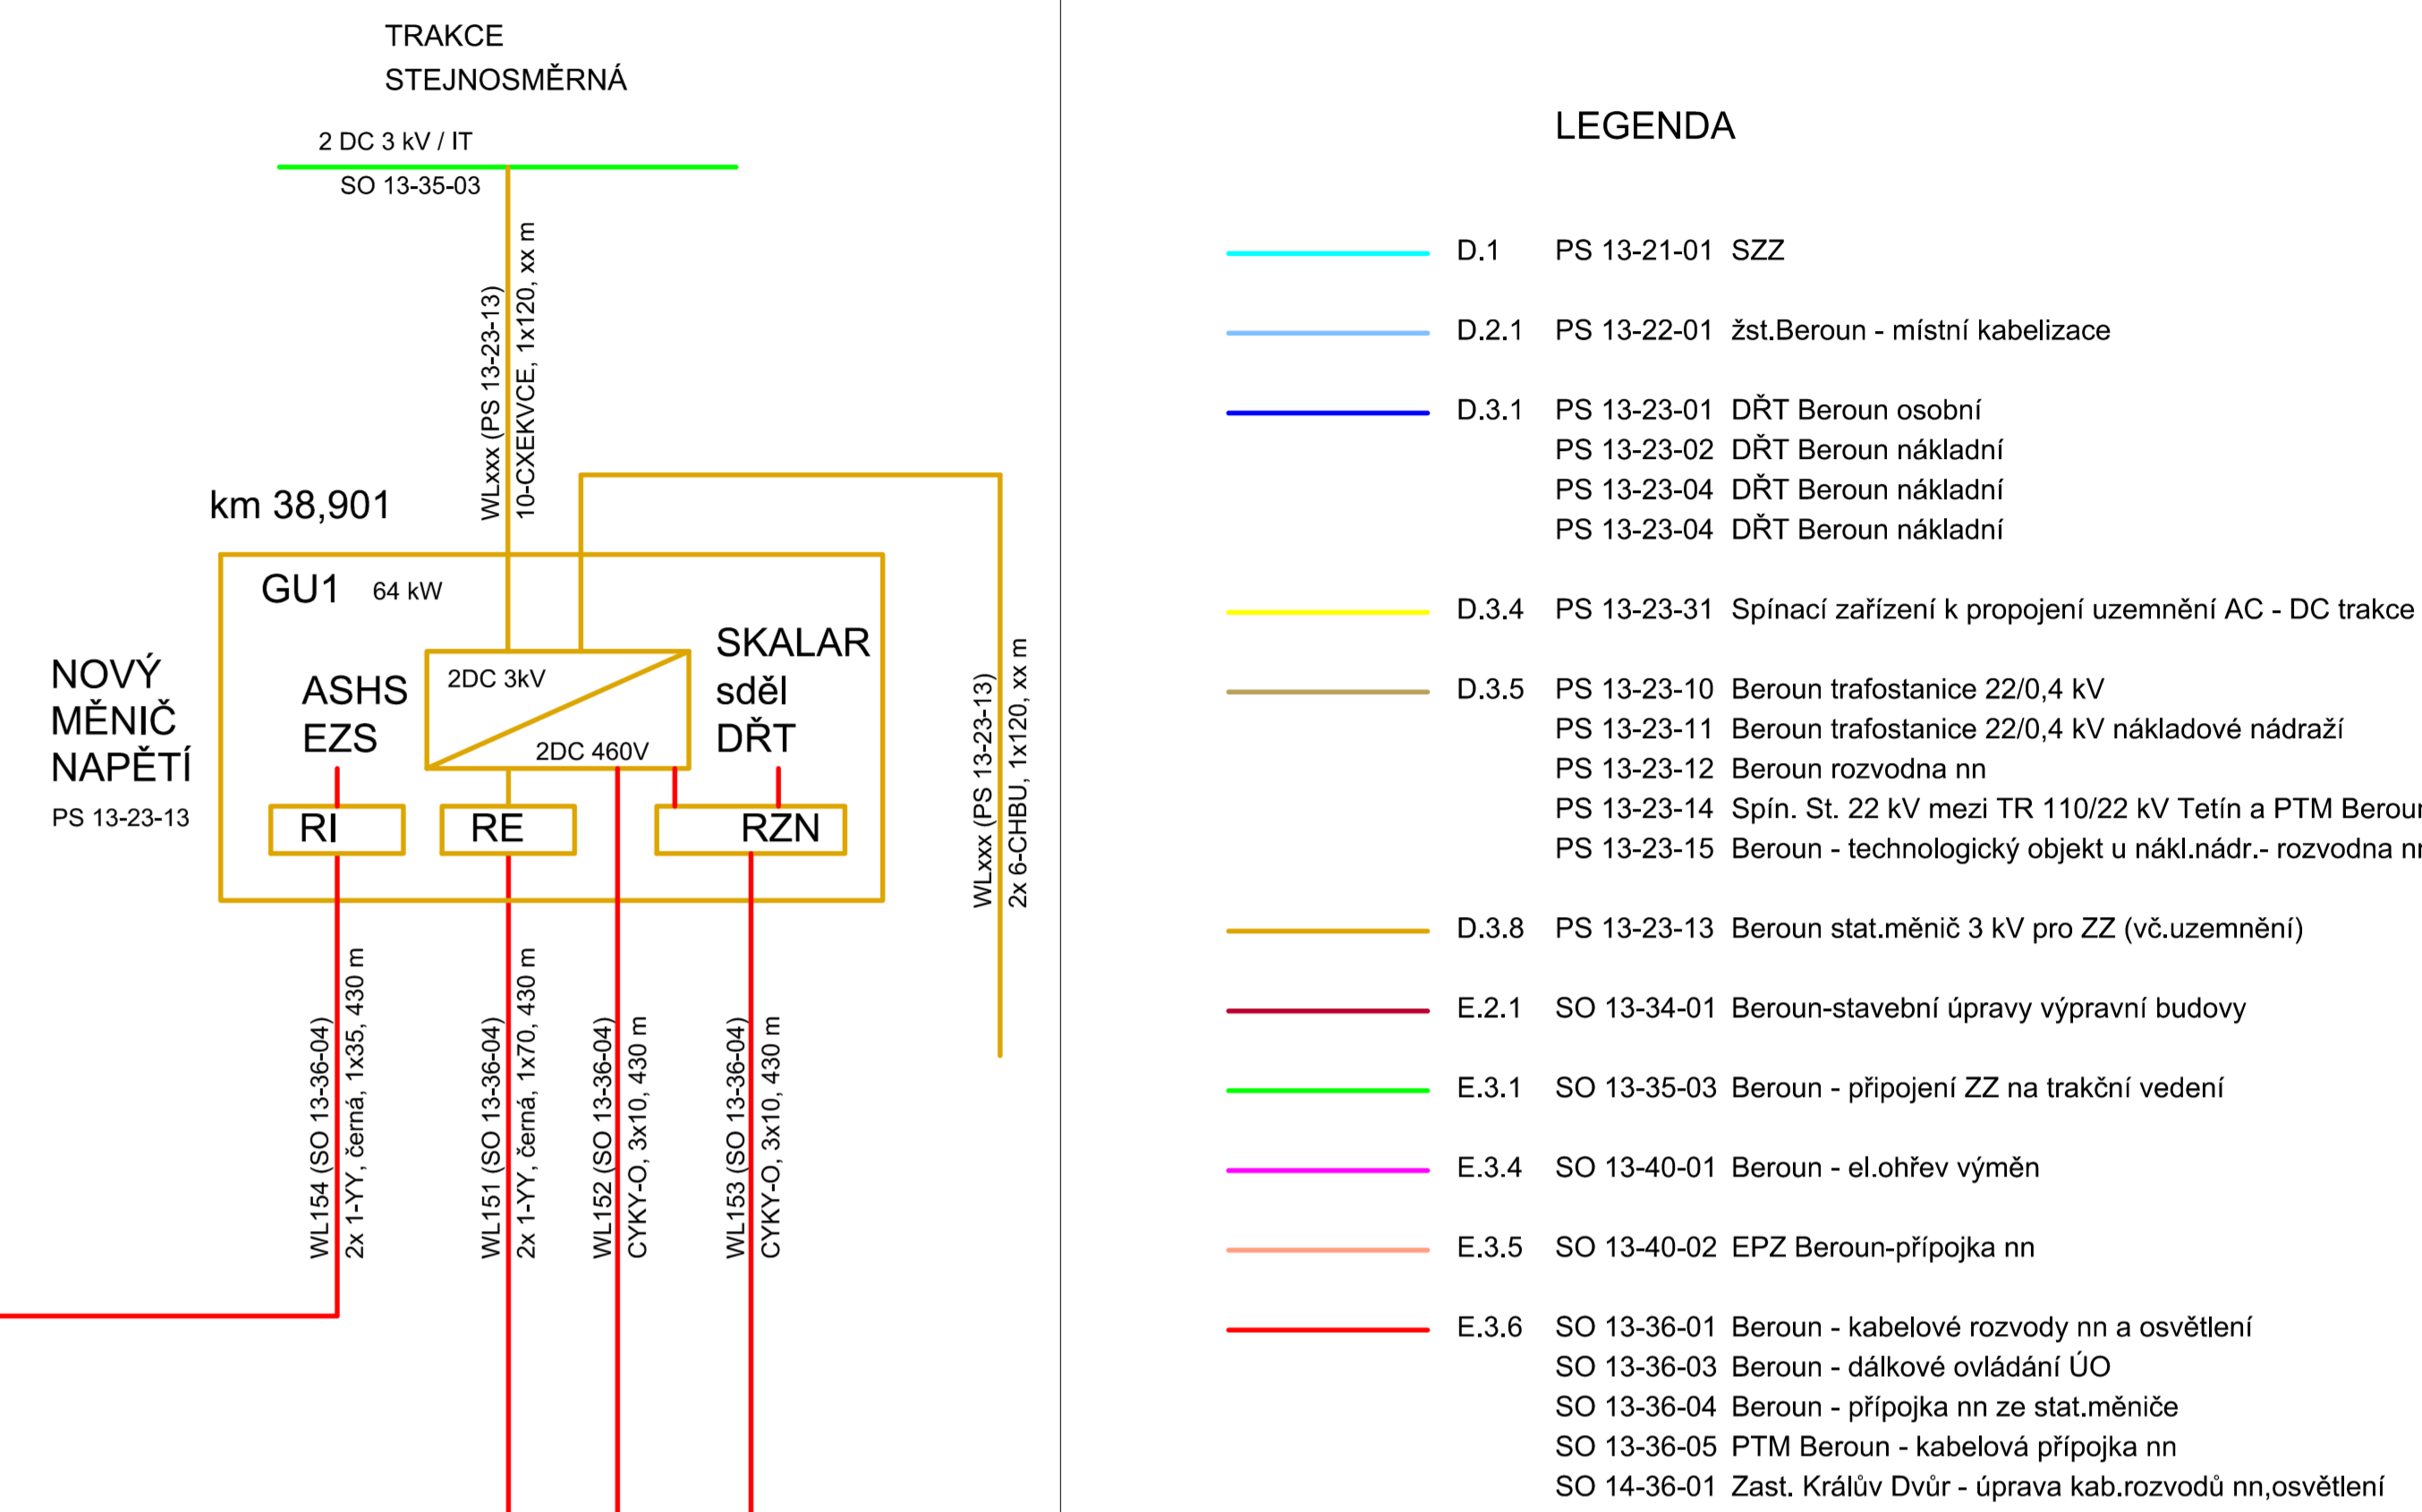 TRAKCE
STEJNOSMĚRNÁ
2 DC 3 kV / IT
SO 13-35-03
WLxxx (PS 13-23-13)
10-CXEKVCE, 1x120, xx m
km 38,901
GU1 64 kW
NOVÝ
MĚNIČ
NAPĚTÍ
PS 13-23-13
ASHS
EZS
2DC 3kV
2DC 460V
SKALAR
sděl
DŘT
RI
RE
RZN
WLxxx (PS 13-23-13)
2x 6-CHBU, 1x120, xx m
WL154 (SO 13-36-04)
2x 1-YY, černá, 1x35, 430 m
WL151 (SO 13-36-04)
2x 1-YY, černá, 1x70, 430 m
WL152 (SO 13-36-04)
CYKY-O, 3x10, 430 m
WL153 (SO 13-36-04)
CYKY-O, 3x10, 430 m
LEGENDA
D.1 PS 13-21-01 SZZ
D.2.1 PS 13-22-01 žst.Beroun - místní kabelizace
D.3.1 PS 13-23-01 DŘT Beroun osobní
PS 13-23-02 DŘT Beroun nákladní
PS 13-23-04 DŘT Beroun nákladní
PS 13-23-04 DŘT Beroun nákladní
D.3.4 PS 13-23-31 Spínací zařízení k propojení uzemnění AC - DC trakce
D.3.5 PS 13-23-10 Beroun trafostanice 22/0,4 kV
PS 13-23-11 Beroun trafostanice 22/0,4 kV nákladové nádraží
PS 13-23-12 Beroun rozvodna nn
PS 13-23-14 Spín. St. 22 kV mezi TR 110/22 kV Tetín a PTM Beroun
PS 13-23-15 Beroun - technologický objekt u nákl.nádr.- rozvodna nn
D.3.8 PS 13-23-13 Beroun stat.měnič 3 kV pro ZZ (vč.uzemnění)
E.2.1 SO 13-34-01 Beroun-stavební úpravy výpravní budovy
E.3.1 SO 13-35-03 Beroun - připojení ZZ na trakční vedení
E.3.4 SO 13-40-01 Beroun - el.ohřev výměn
E.3.5 SO 13-40-02 EPZ Beroun-přípojka nn
E.3.6 SO 13-36-01 Beroun - kabelové rozvody nn a osvětlení
SO 13-36-03 Beroun - dálkové ovládání ÚO
SO 13-36-04 Beroun - přípojka nn ze stat.měniče
SO 13-36-05 PTM Beroun - kabelová přípojka nn
SO 14-36-01 Zast. Králův Dvůr - úprava kab.rozvodů nn,osvětlení